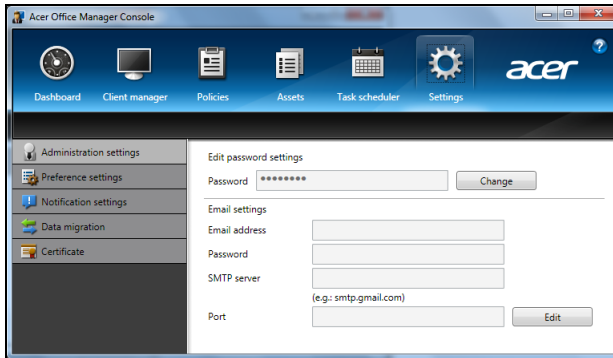 Acer Office Manager Console
?
acer
Dashboard Client manager Policies Assets Task scheduler Settings
Administration settings
Preference settings
Notification settings
Data migration
Certificate
Edit password settings
Password ******** Change
Email settings
Email address
Password
SMTP server
(e.g.: smtp.gmail.com)
Port Edit